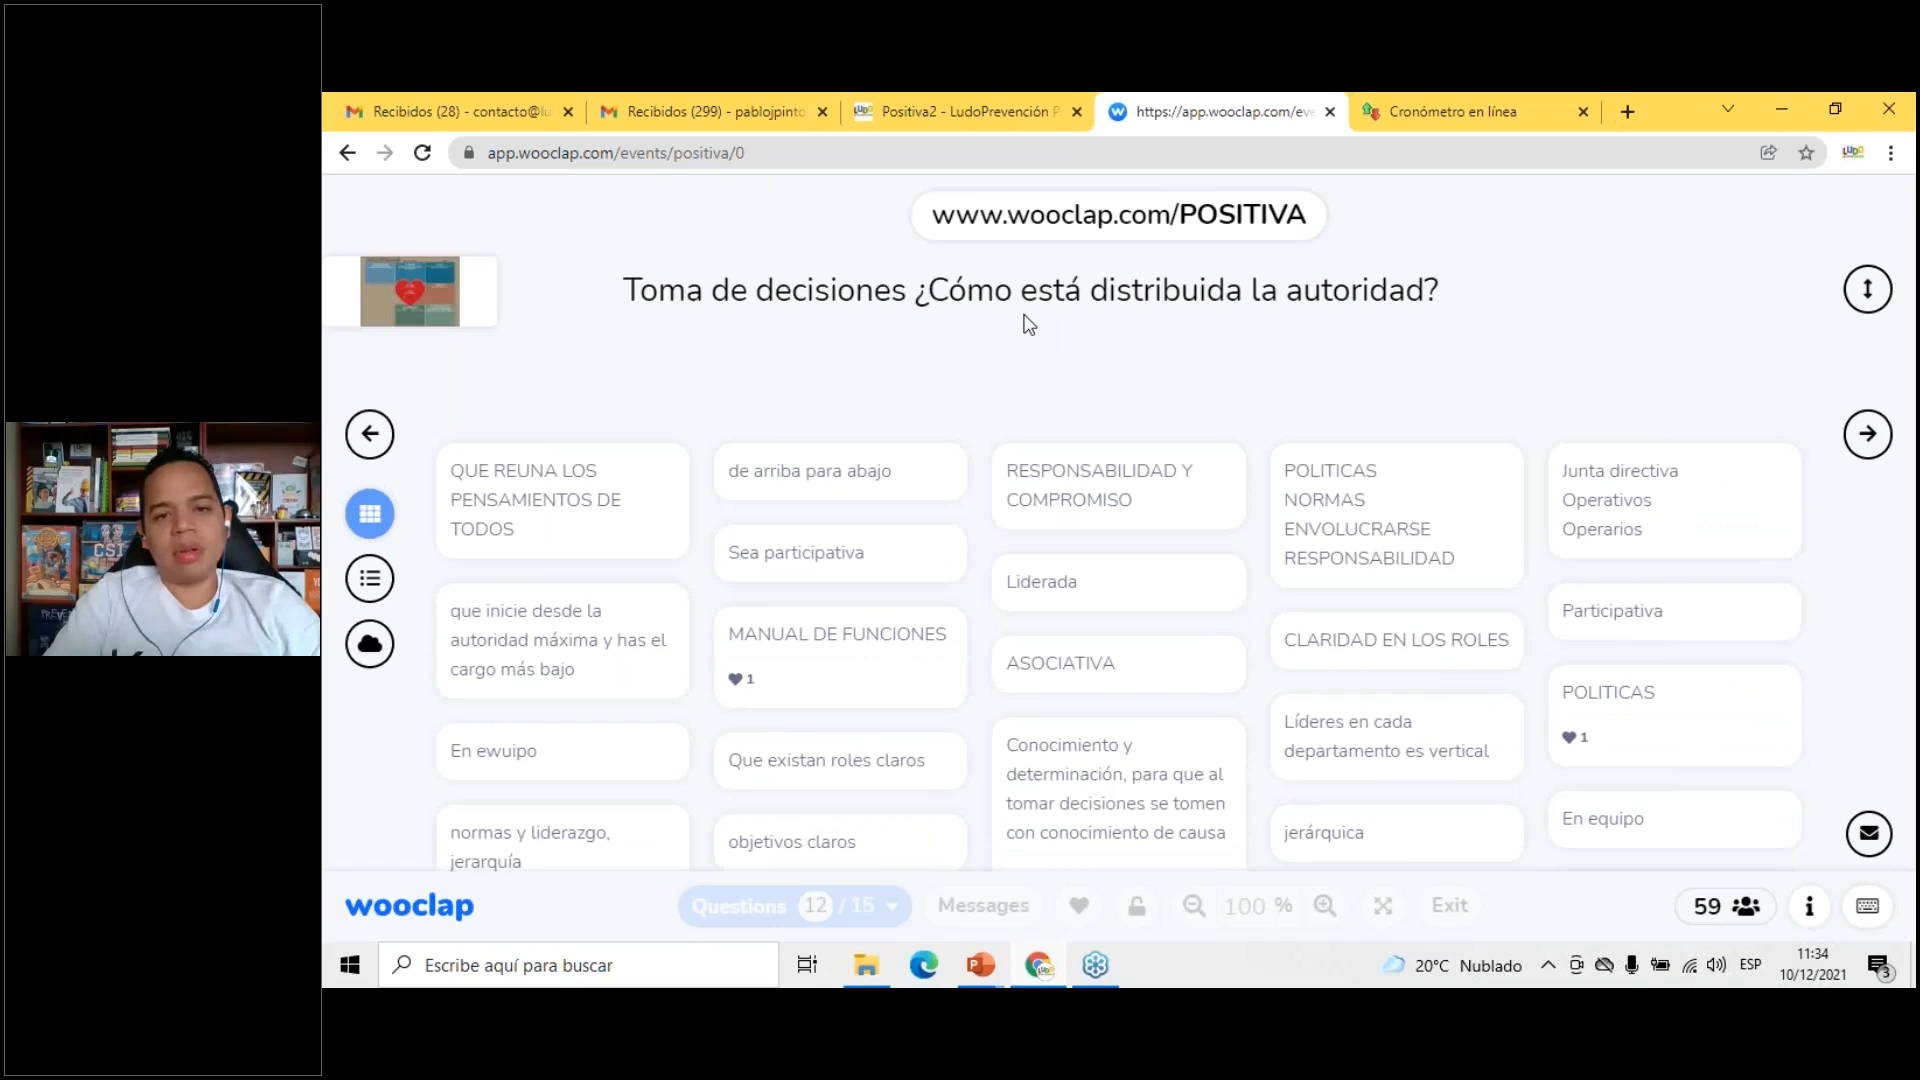 Recibidos (28) - contacto@lu
Recibidos (299) - pablojpinto
Positiva2 - LudoPrevención P
https://app.wooclap.com/eve
Cronómetro en línea
app.wooclap.com/events/positiva/0
www.wooclap.com/POSITIVA
Toma de decisiones ¿Cómo está distribuida la autoridad?
QUE REUNA LOS
PENSAMIENTOS DE
TODOS
que inicie desde la
autoridad máxima y has el
cargo más bajo
En ewuipo
normas y liderazgo,
jerarquía
de arriba para abajo
Sea participativa
MANUAL DE FUNCIONES
1
Que existan roles claros
objetivos claros
RESPONSABILIDAD Y
COMPROMISO
Liderada
ASOCIATIVA
Conocimiento y
determinación, para que al
tomar decisiones se tomen
con conocimiento de causa
POLITICAS
NORMAS
ENVOLUCRARSE
RESPONSABILIDAD
CLARIDAD EN LOS ROLES
Líderes en cada
departamento es vertical
jerárquica
Junta directiva
Operativos
Operarios
Participativa
POLITICAS
1
En equipo
wooclap
Questions 12 / 15
Messages
100 %
Exit
59
Escribe aquí para buscar
20°C Nublado
ESP
11:34
10/12/2021
3
CSI